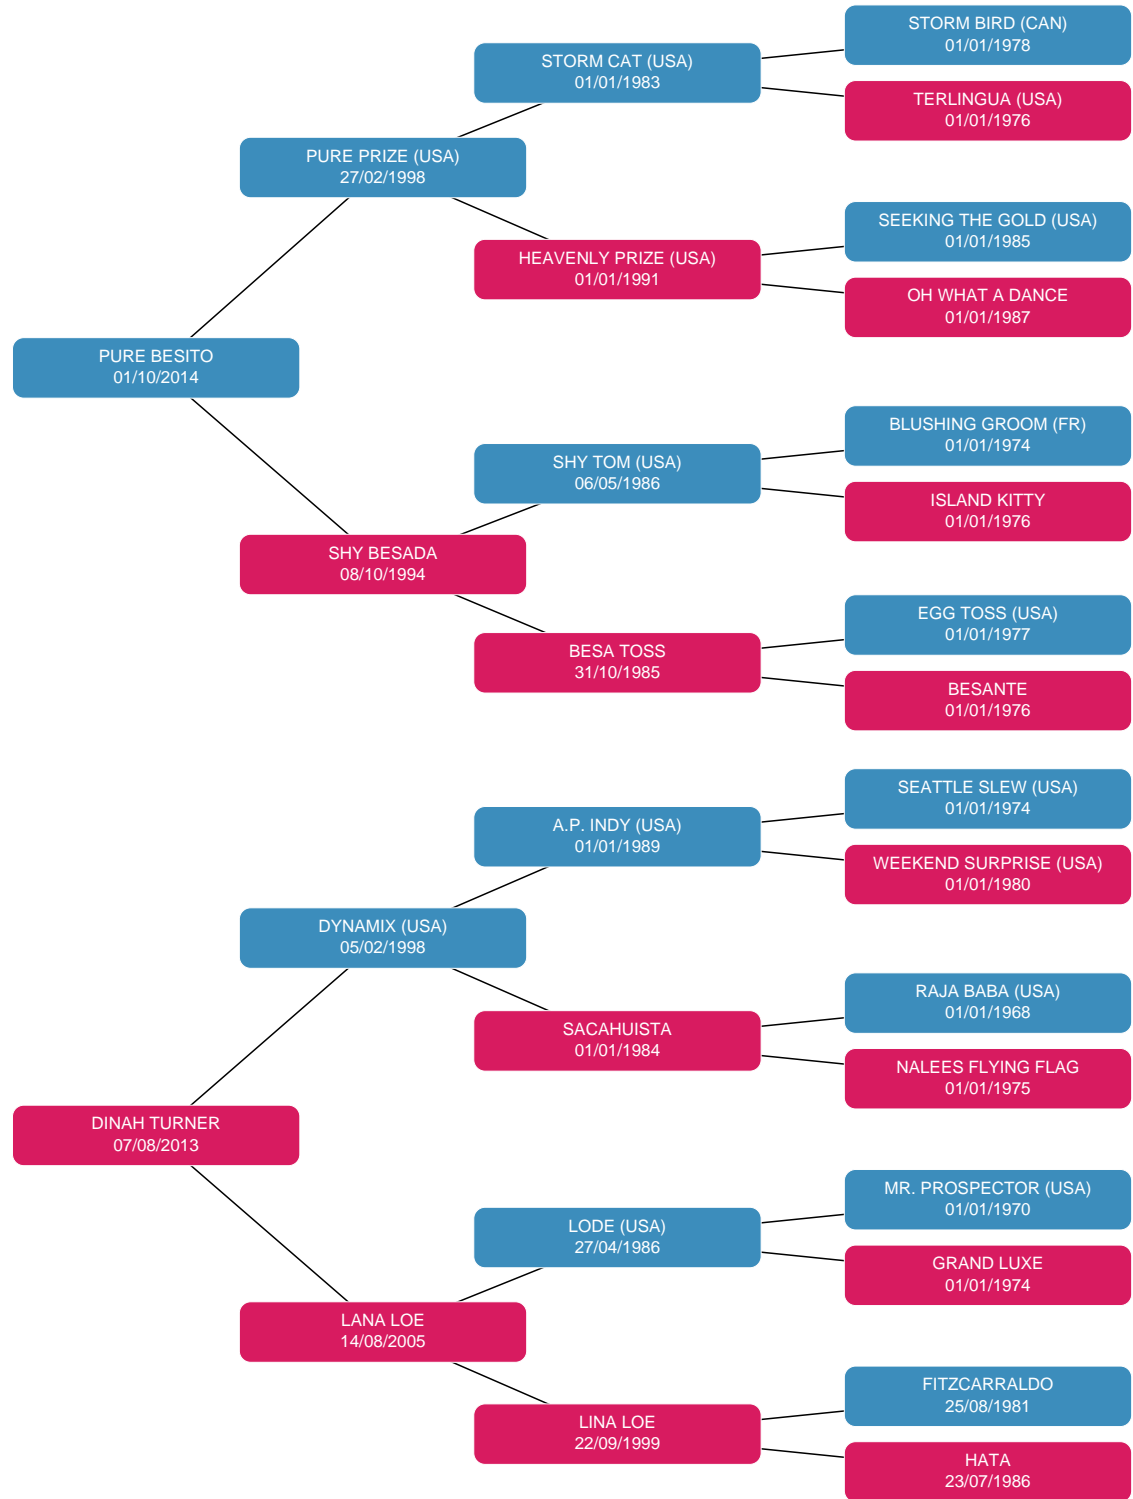 STORM BIRD (CAN)
01/01/1978
STORM CAT (USA)
01/01/1983
TERLINGUA (USA)
01/01/1976
PURE PRIZE (USA)
27/02/1998
SEEKING THE GOLD (USA)
01/01/1985
HEAVENLY PRIZE (USA)
01/01/1991
OH WHAT A DANCE
01/01/1987
PURE BESITO
01/10/2014
BLUSHING GROOM (FR)
01/01/1974
SHY TOM (USA)
06/05/1986
ISLAND KITTY
01/01/1976
SHY BESADA
08/10/1994
EGG TOSS (USA)
01/01/1977
BESA TOSS
31/10/1985
BESANTE
01/01/1976
SEATTLE SLEW (USA)
01/01/1974
A.P. INDY (USA)
01/01/1989
WEEKEND SURPRISE (USA)
01/01/1980
DYNAMIX (USA)
05/02/1998
RAJA BABA (USA)
01/01/1968
SACAHUISTA
01/01/1984
NALEES FLYING FLAG
01/01/1975
DINAH TURNER
07/08/2013
MR. PROSPECTOR (USA)
01/01/1970
LODE (USA)
27/04/1986
GRAND LUXE
01/01/1974
LANA LOE
14/08/2005
FITZCARRALDO
25/08/1981
LINA LOE
22/09/1999
HATA
23/07/1986